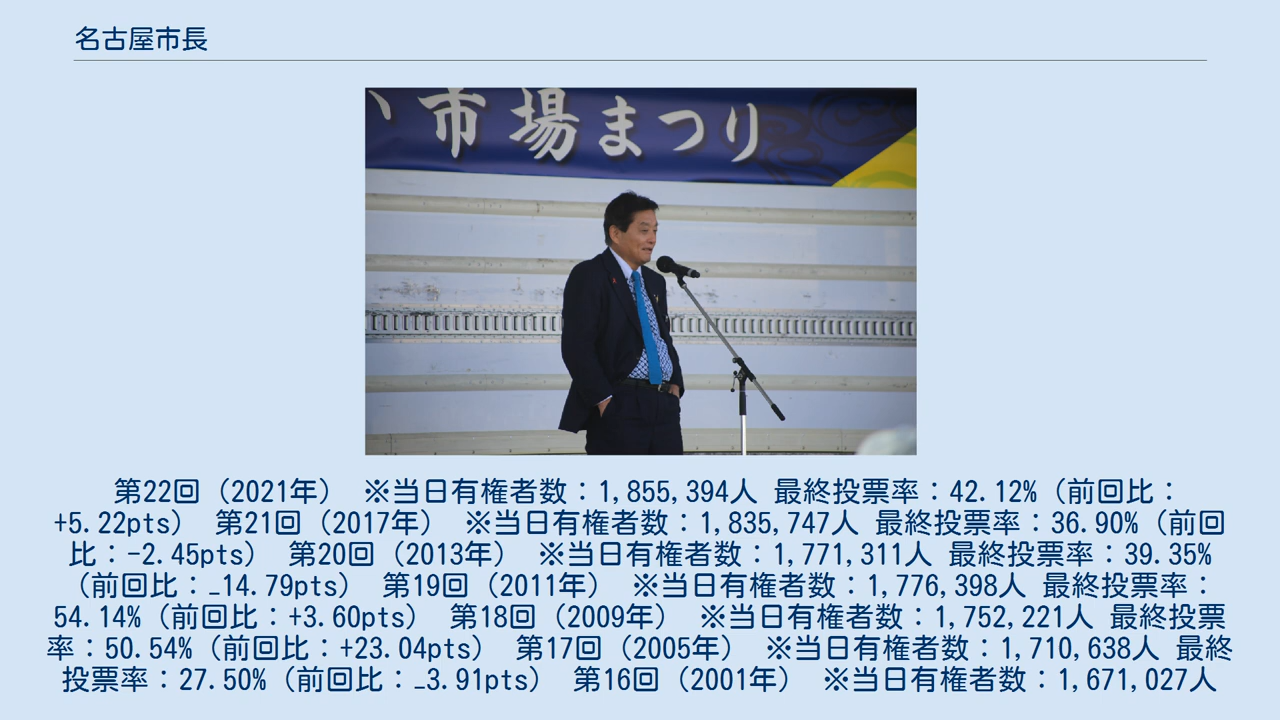 名古屋市長
い市場まつり
第22回（2021年） ※当日有権者数：1,855,394人 最終投票率：42.12%（前回比：
+5.22pts） 第21回（2017年） ※当日有権者数：1,835,747人 最終投票率：36.90%（前回
比：-2.45pts） 第20回（2013年） ※当日有権者数：1,771,311人 最終投票率：39.35%
（前回比：_14.79pts） 第19回（2011年） ※当日有権者数：1,776,398人 最終投票率：
54.14%（前回比：+3.60pts） 第18回（2009年） ※当日有権者数：1,752,221人 最終投票
率：50.54%（前回比：+23.04pts） 第17回（2005年） ※当日有権者数：1,710,638人 最終
投票率：27.50%（前回比：_3.91pts） 第16回（2001年） ※当日有権者数：1,671,027人